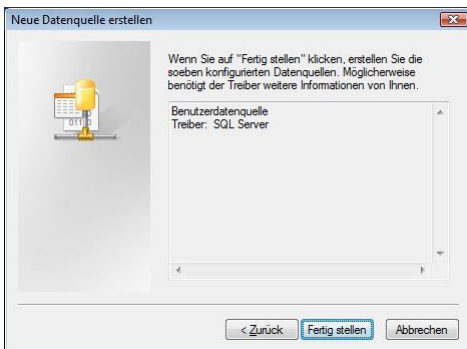 Neue Datenquelle erstellen
Wenn Sie auf "Fertig stellen" klicken, erstellen Sie die
soeben konfigurierten Datenquellen. Möglicherweise
benötigt der Treiber weitere Informationen von Ihnen.
Benutzerdatenquelle
Treiber: SQL Server
0110
< Zurück Fertig stellen Abbrechen